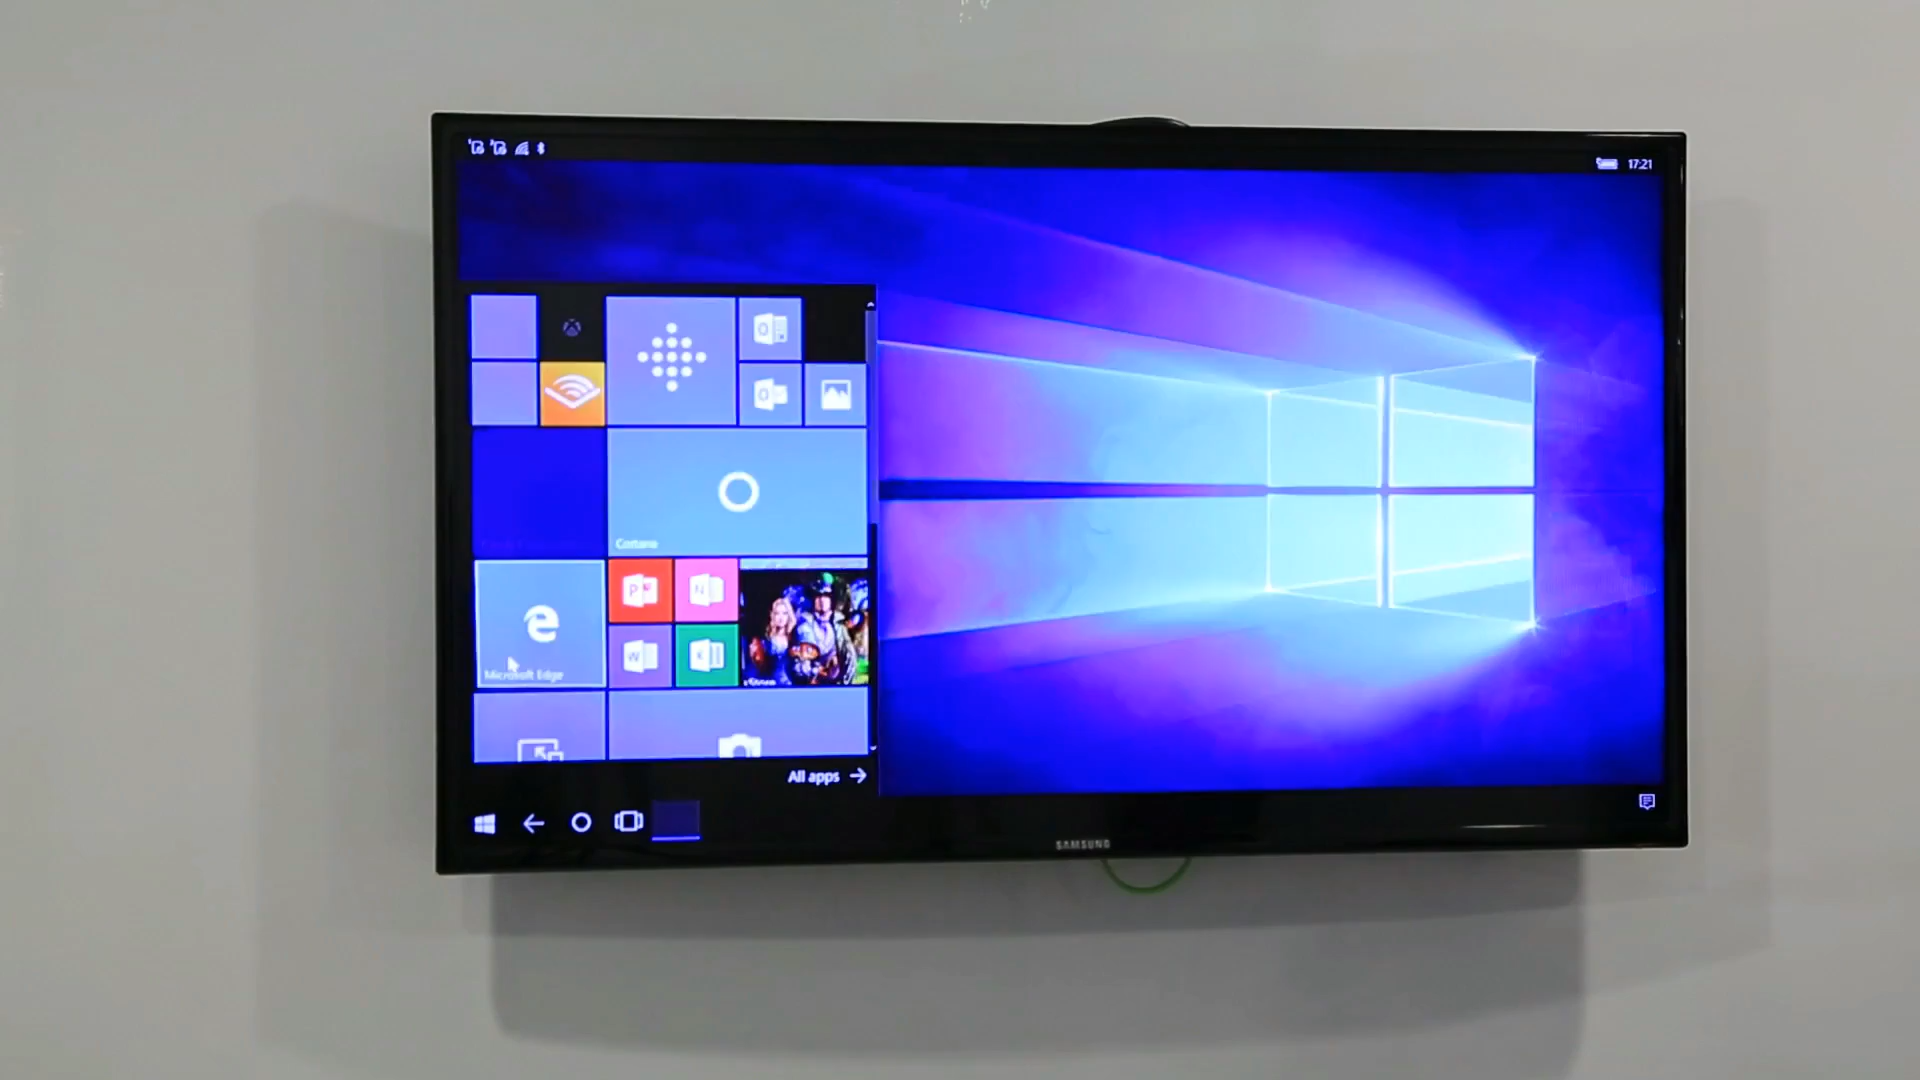 17:21
Cortana
Microsoft Edge
All apps
SAMSUNG